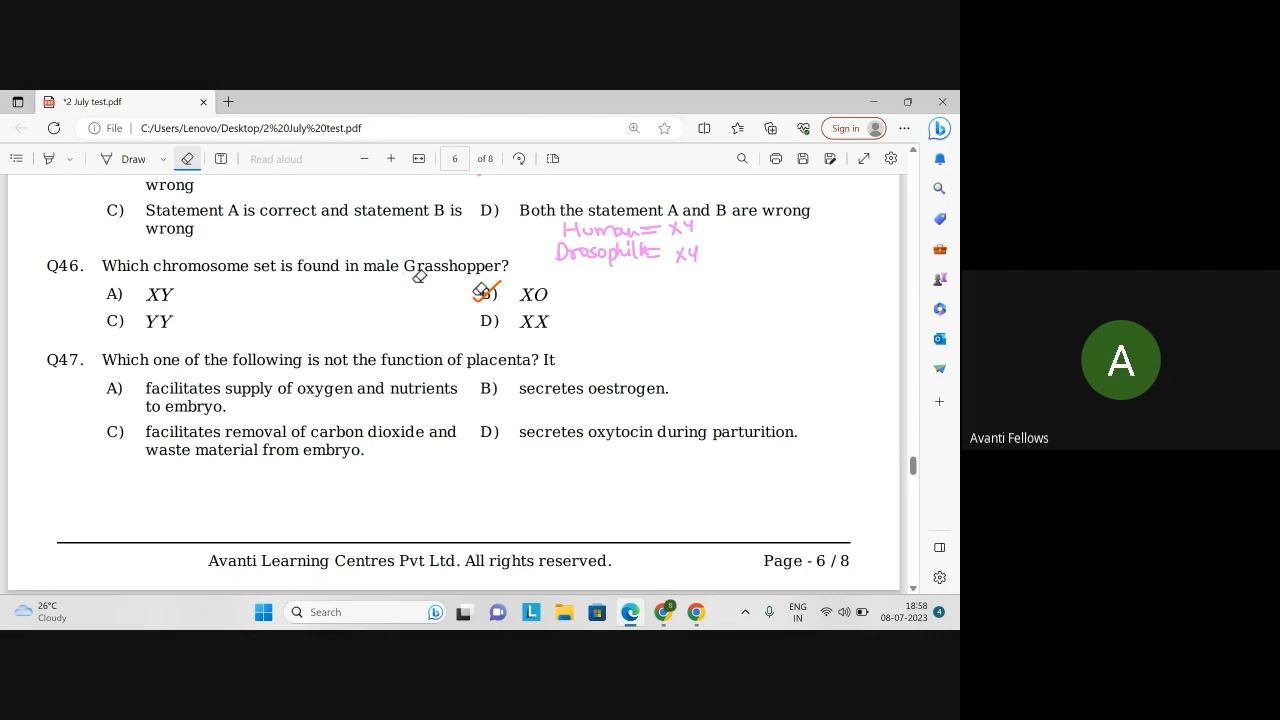 *2 July test.pdf
File C:/Users/Lenovo/Desktop/2%20July%20test.pdf Sign in
Draw Read aloud 6 of 8
wrong
C) Statement A is correct and statement B is D) Both the statement A and B are wrong
wrong
Human = XY
Drosophila = XY
Q46. Which chromosome set is found in male Grasshopper?
A) XY B) XO
C) YY D) XX
Q47. Which one of the following is not the function of placenta? It
A) facilitates supply of oxygen and nutrients B) secretes oestrogen.
to embryo.
C) facilitates removal of carbon dioxide and D) secretes oxytocin during parturition.
waste material from embryo.
Avanti Learning Centres Pvt Ltd. All rights reserved. Page - 6 / 8
A
Avanti Fellows
26°C
Cloudy
Search
ENG
IN
18:58
08-07-2023
4